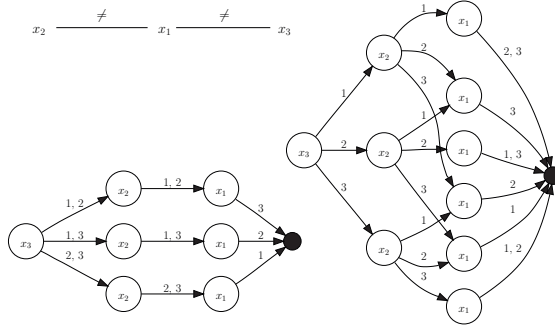 ≠ ≠
x₂ x₁ x₃
x₃
1, 2
1, 3
2, 3
x₂
x₂
x₂
1, 2
1, 3
2, 3
x₁
x₁
x₁
3
2
1
x₃
1
2
3
x₂
x₂
x₂
1
2
3
1
2
3
1
2
3
x₁
x₁
x₁
x₁
x₁
x₁
2, 3
3
1, 3
2
1
1, 2